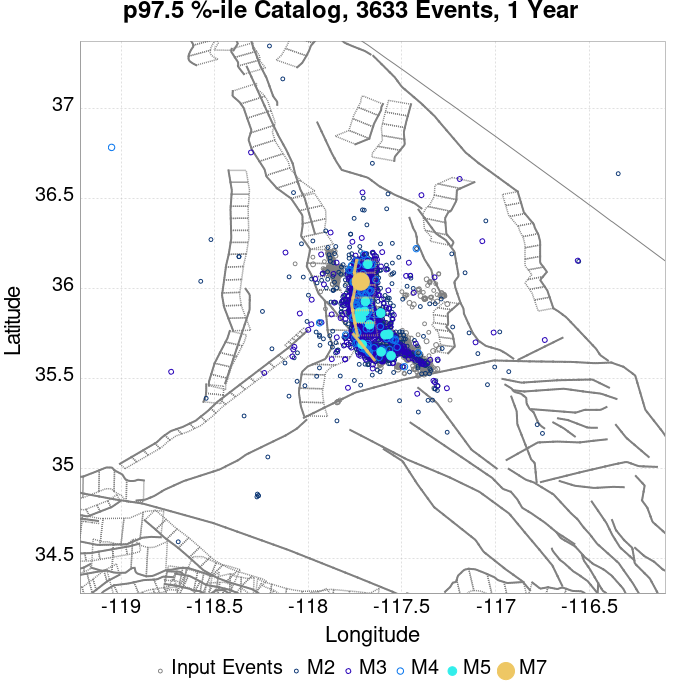 p97.5 %-ile Catalog, 3633 Events, 1 Year
37
36.5
36
35.5
35
34.5
Latitude
-119 -118.5 -118 -117.5 -117 -116.5
Longitude
Input Events M2 M3 M4 M5 M7